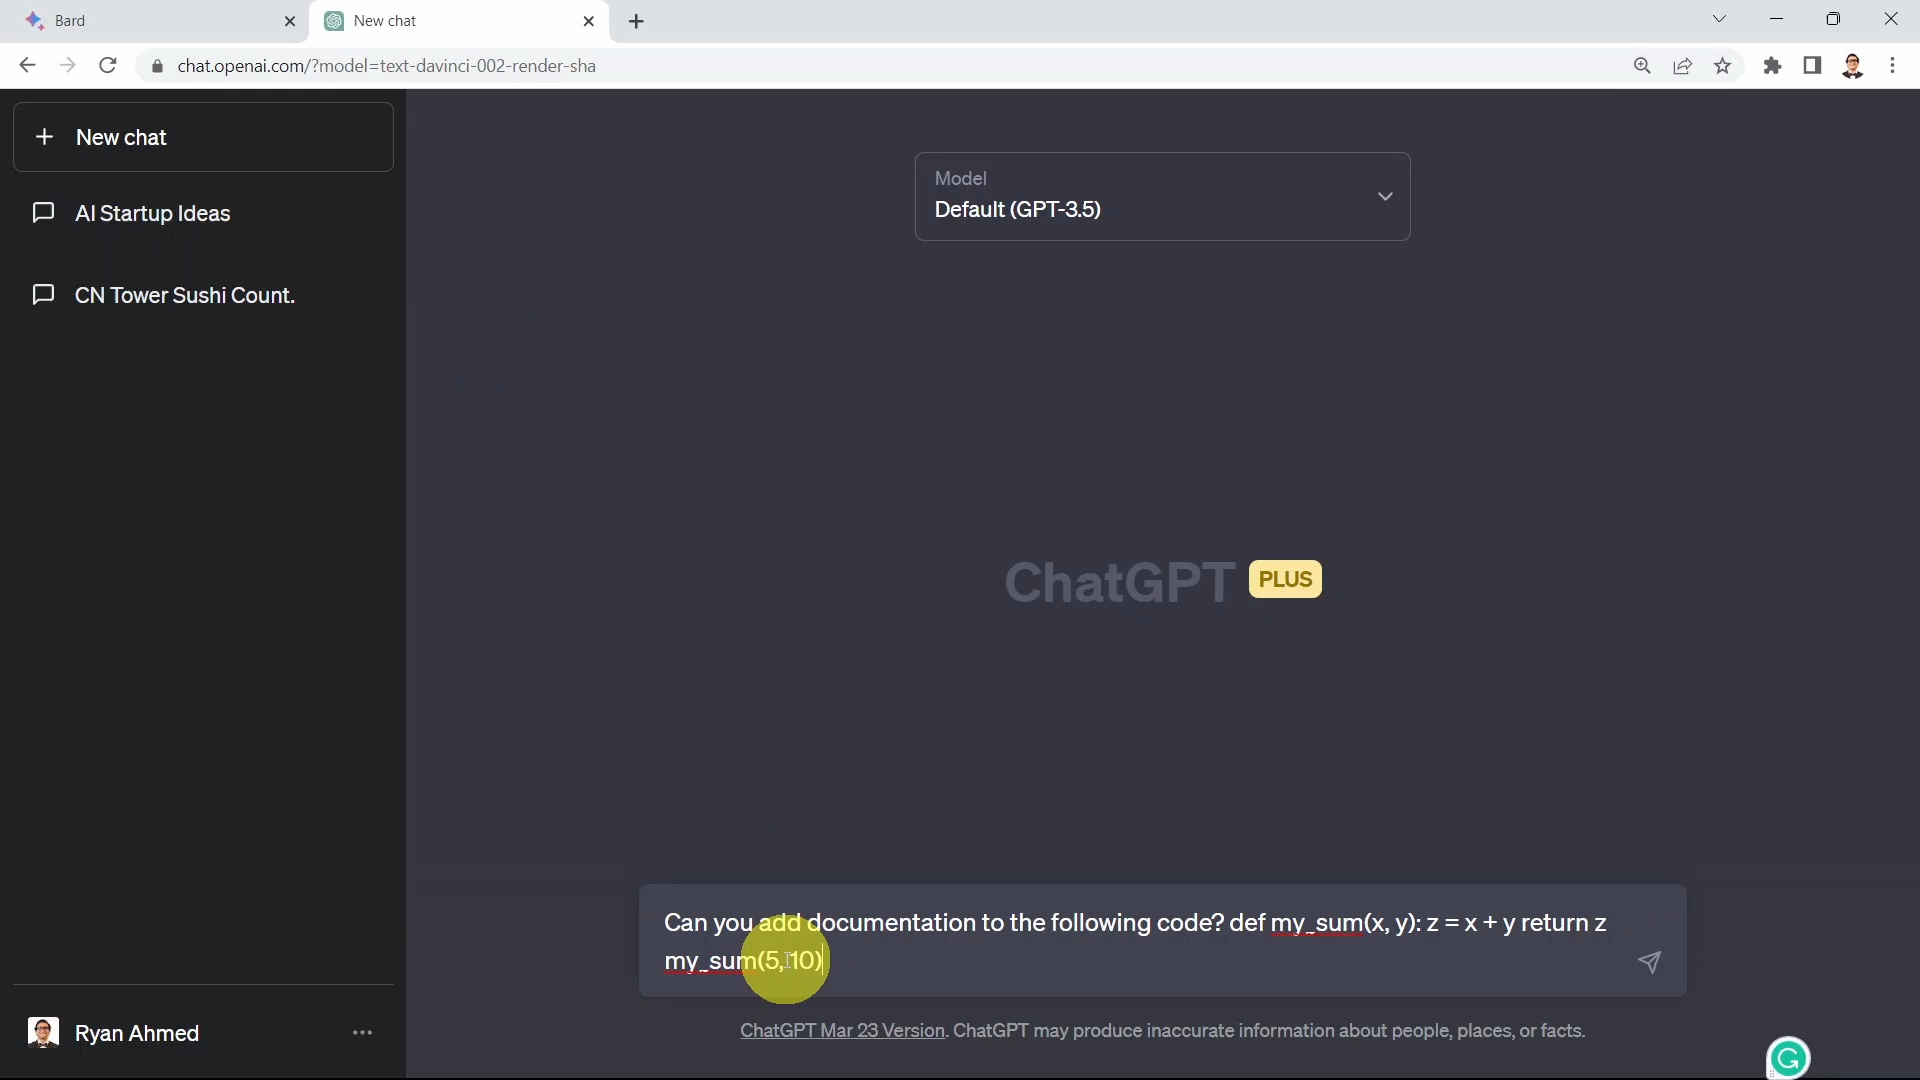 Bard
New chat
chat.openai.com/?model=text-davinci-002-render-sha
New chat
AI Startup Ideas
CN Tower Sushi Count.
Model
Default (GPT-3.5)
ChatGPT PLUS
Can you add documentation to the following code? def my_sum(x, y): z = x + y return z
my_sum(5, 10)
Ryan Ahmed
ChatGPT Mar 23 Version. ChatGPT may produce inaccurate information about people, places, or facts.